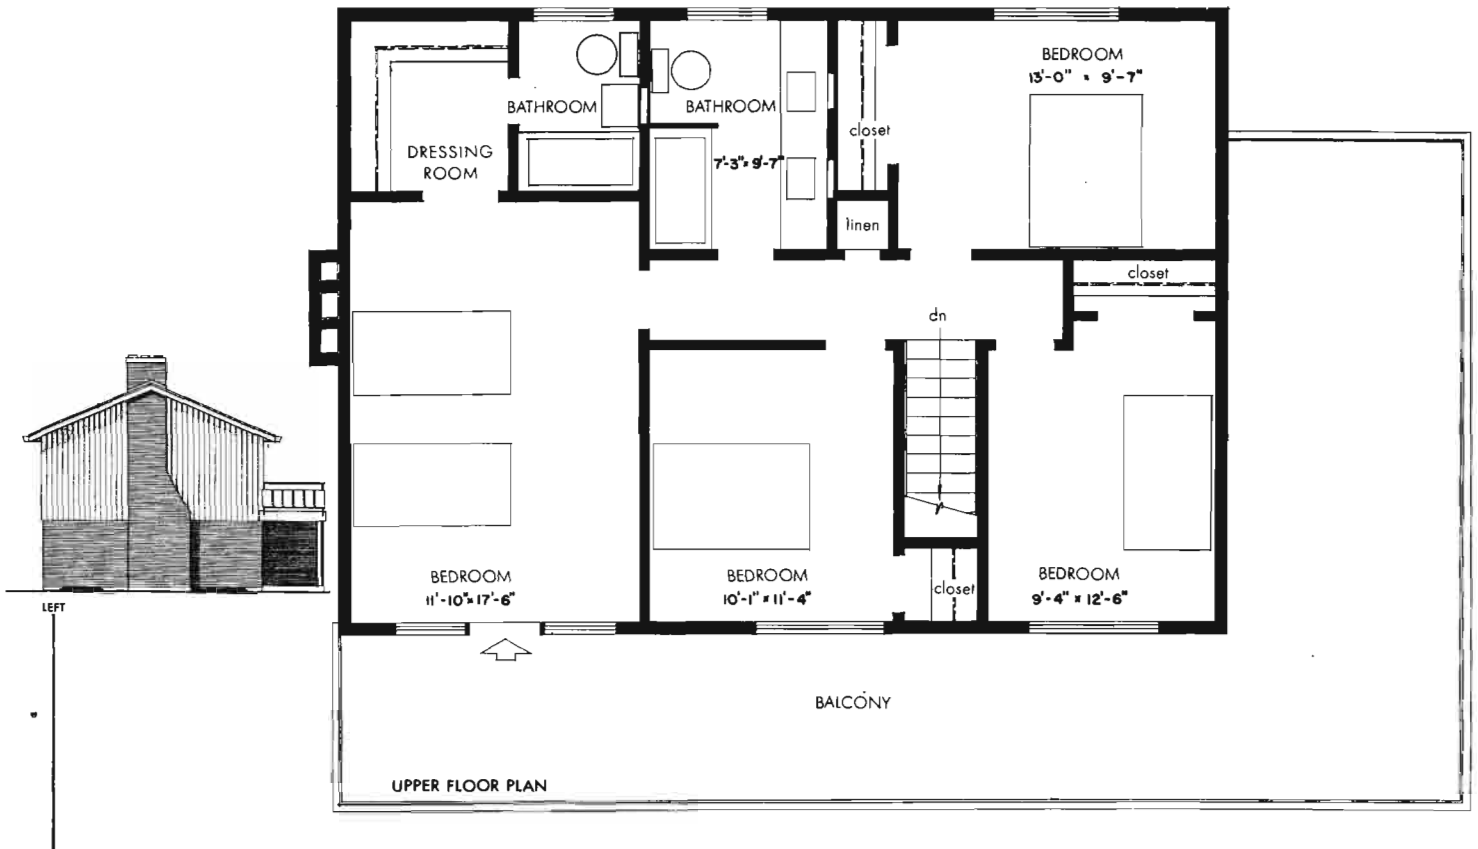 BEDROOM
13'-0" x 9'-7"
BATHROOM
BATHROOM
closet
DRESSING
ROOM
7'-3" x 9'-7"
linen
closet
dn
BEDROOM
11'-10" x 17'-6"
BEDROOM
10'-1" x 11'-4"
closet
BEDROOM
9'-4" x 12'-6"
LEFT
BALCONY
UPPER FLOOR PLAN